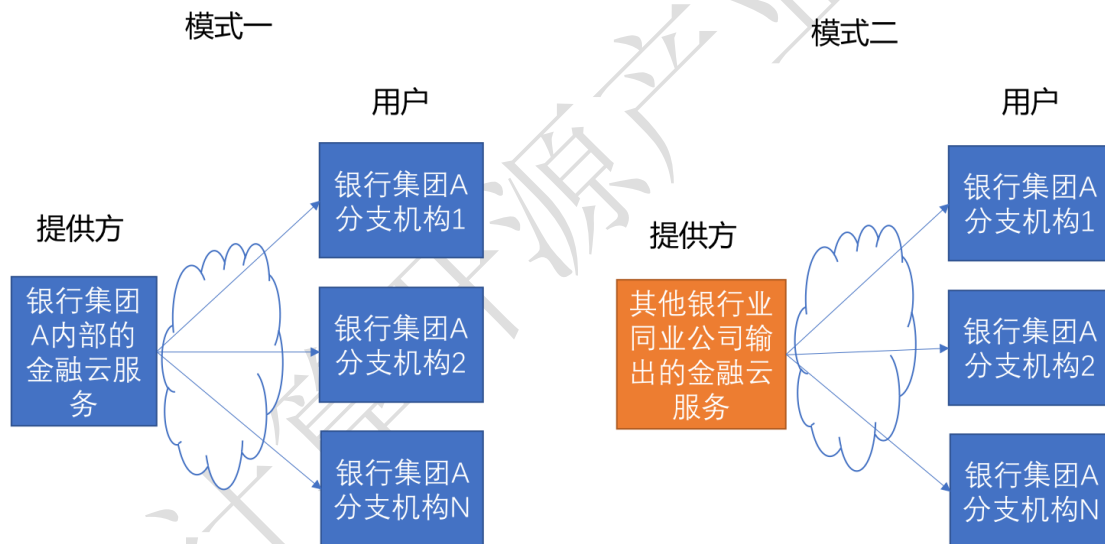 模式一
用户
提供方
银行集团
A内部的
金融云服
务
银行集团A
分支机构1
银行集团A
分支机构2
银行集团A
分支机构N
模式二
用户
提供方
其他银行业
同业公司输
出的金融云
服务
银行集团A
分支机构1
银行集团A
分支机构2
银行集团A
分支机构N
源产业